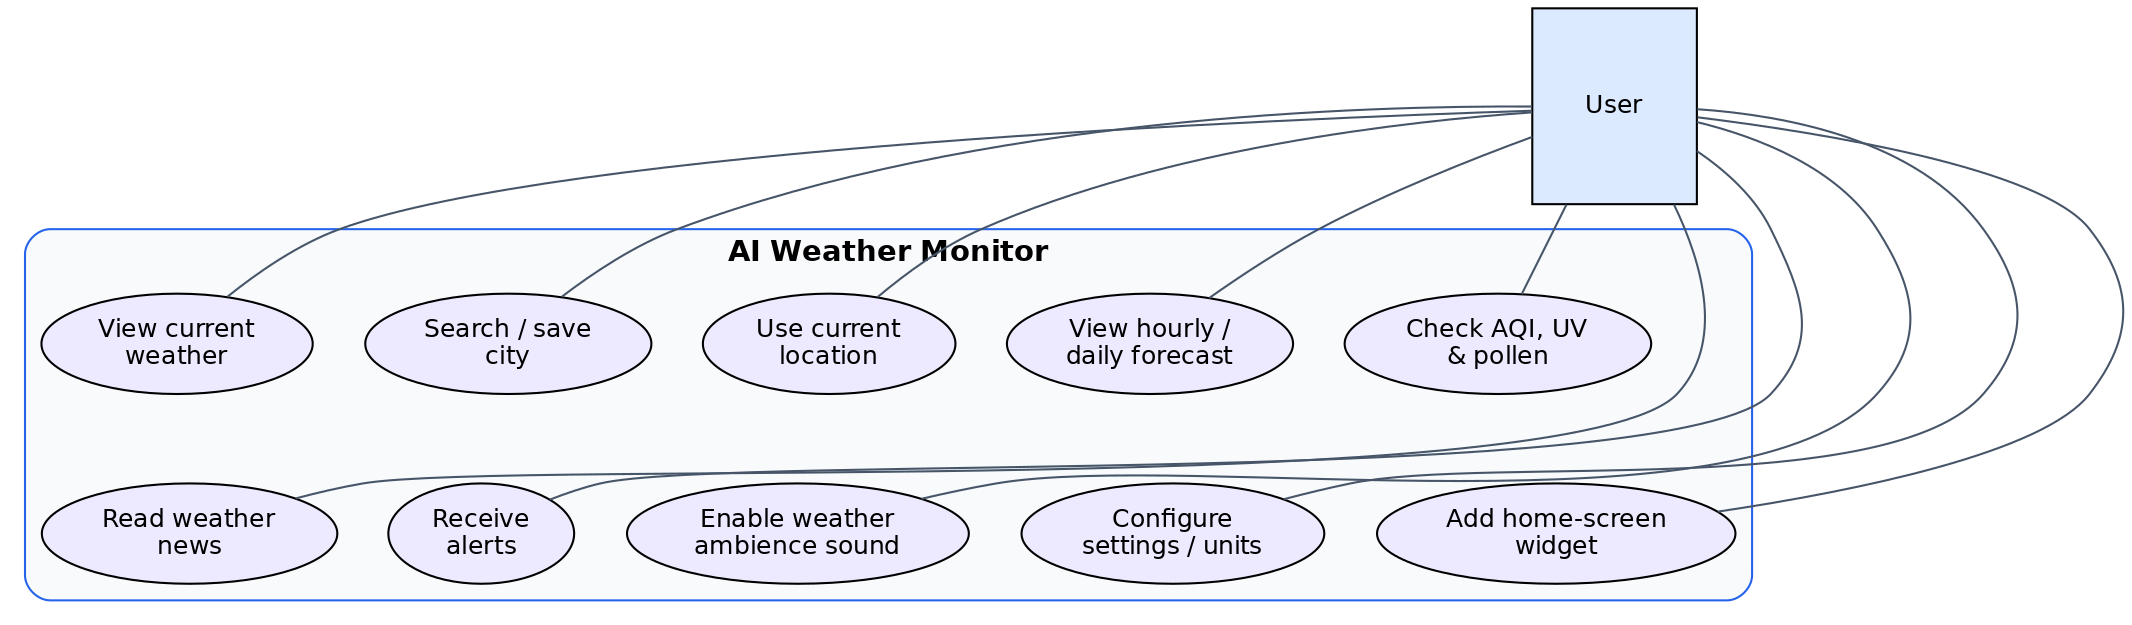 User
AI Weather Monitor
View current
weather
Search / save
city
Use current
location
View hourly /
daily forecast
Check AQI, UV
& pollen
Read weather
news
Receive
alerts
Enable weather
ambience sound
Configure
settings / units
Add home-screen
widget